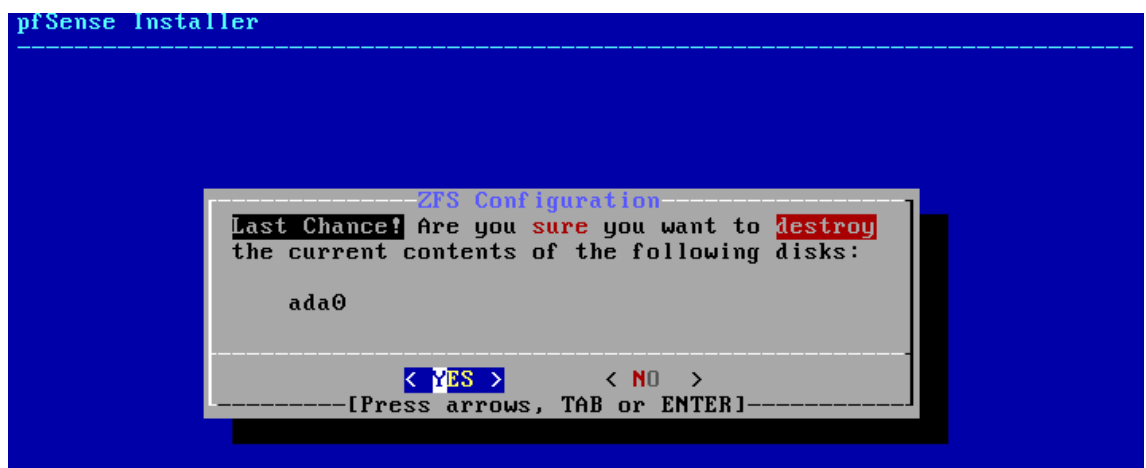 pfSense Installer
ZFS Configuration
Last Chance! Are you sure you want to destroy
the current contents of the following disks:
ada0
< YES > < NO >
[Press arrows, TAB or ENTER]